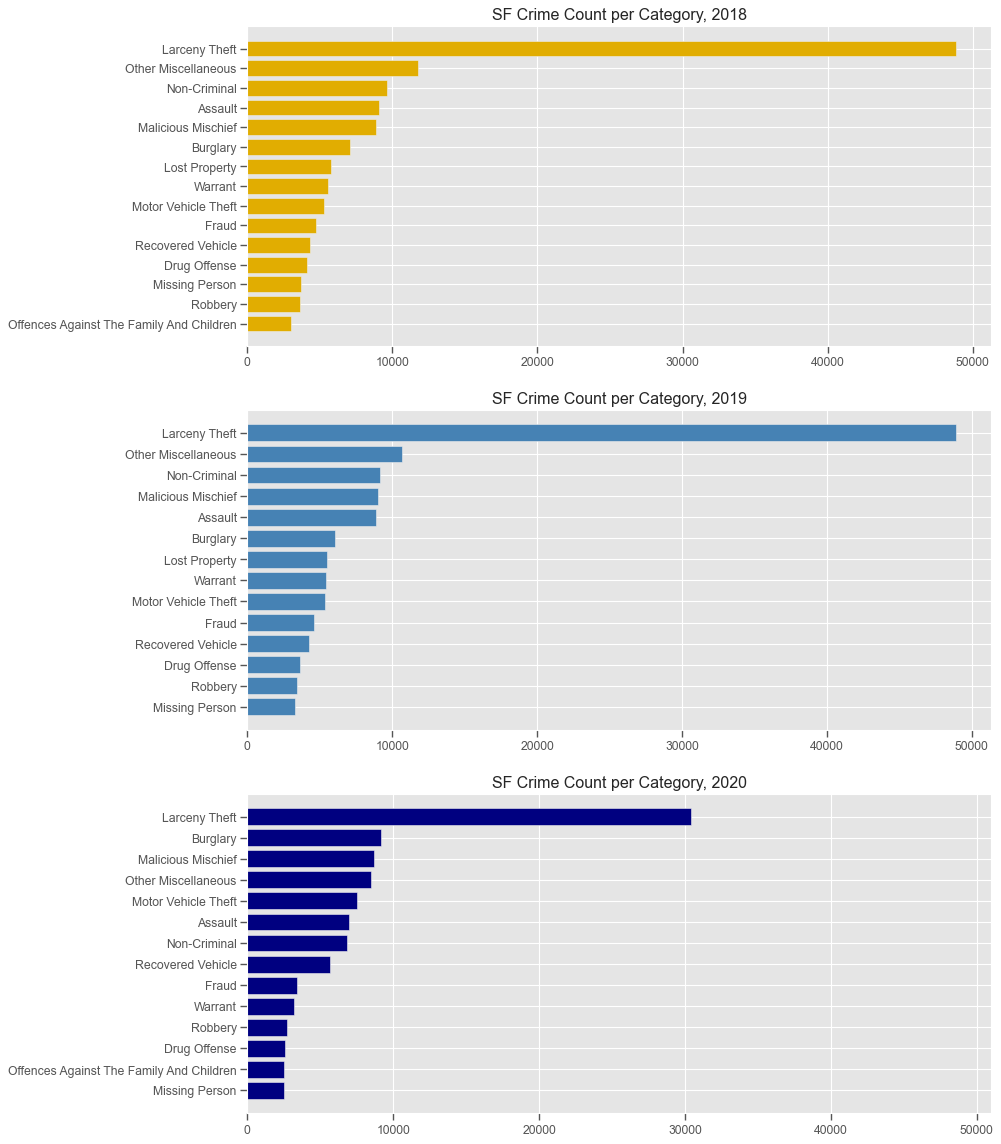 SF Crime Count per Category, 2018
Larceny Theft
Other Miscellaneous
Non-Criminal
Assault
Malicious Mischief
Burglary
Lost Property
Warrant
Motor Vehicle Theft
Fraud
Recovered Vehicle
Drug Offense
Missing Person
Robbery
Offences Against The Family And Children
0 10000 20000 30000 40000 50000
SF Crime Count per Category, 2019
Larceny Theft
Other Miscellaneous
Non-Criminal
Malicious Mischief
Assault
Burglary
Lost Property
Warrant
Motor Vehicle Theft
Fraud
Recovered Vehicle
Drug Offense
Robbery
Missing Person
0 10000 20000 30000 40000 50000
SF Crime Count per Category, 2020
Larceny Theft
Burglary
Malicious Mischief
Other Miscellaneous
Motor Vehicle Theft
Assault
Non-Criminal
Recovered Vehicle
Fraud
Warrant
Robbery
Drug Offense
Offences Against The Family And Children
Missing Person
0 10000 20000 30000 40000 50000